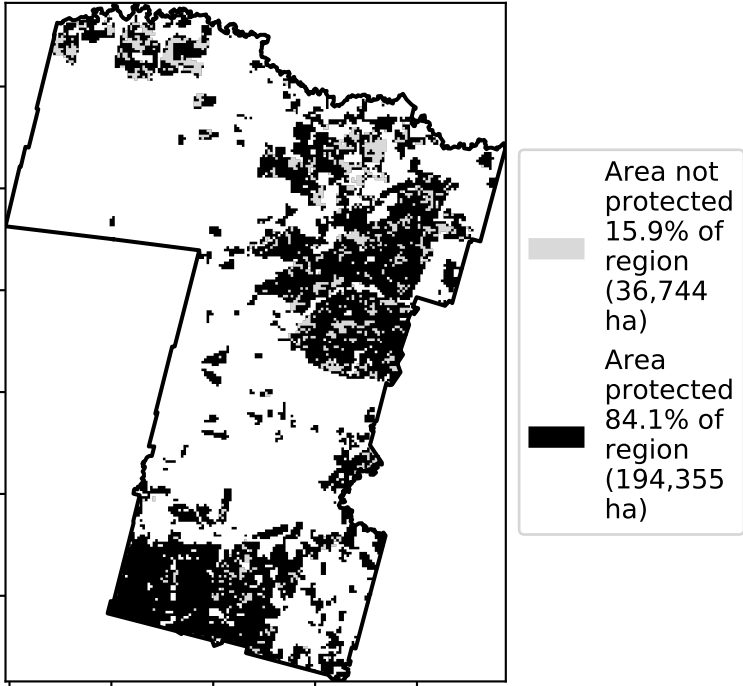 Area not
protected
15.9% of
region
(36,744
ha)
Area
protected
84.1% of
region
(194,355
ha)